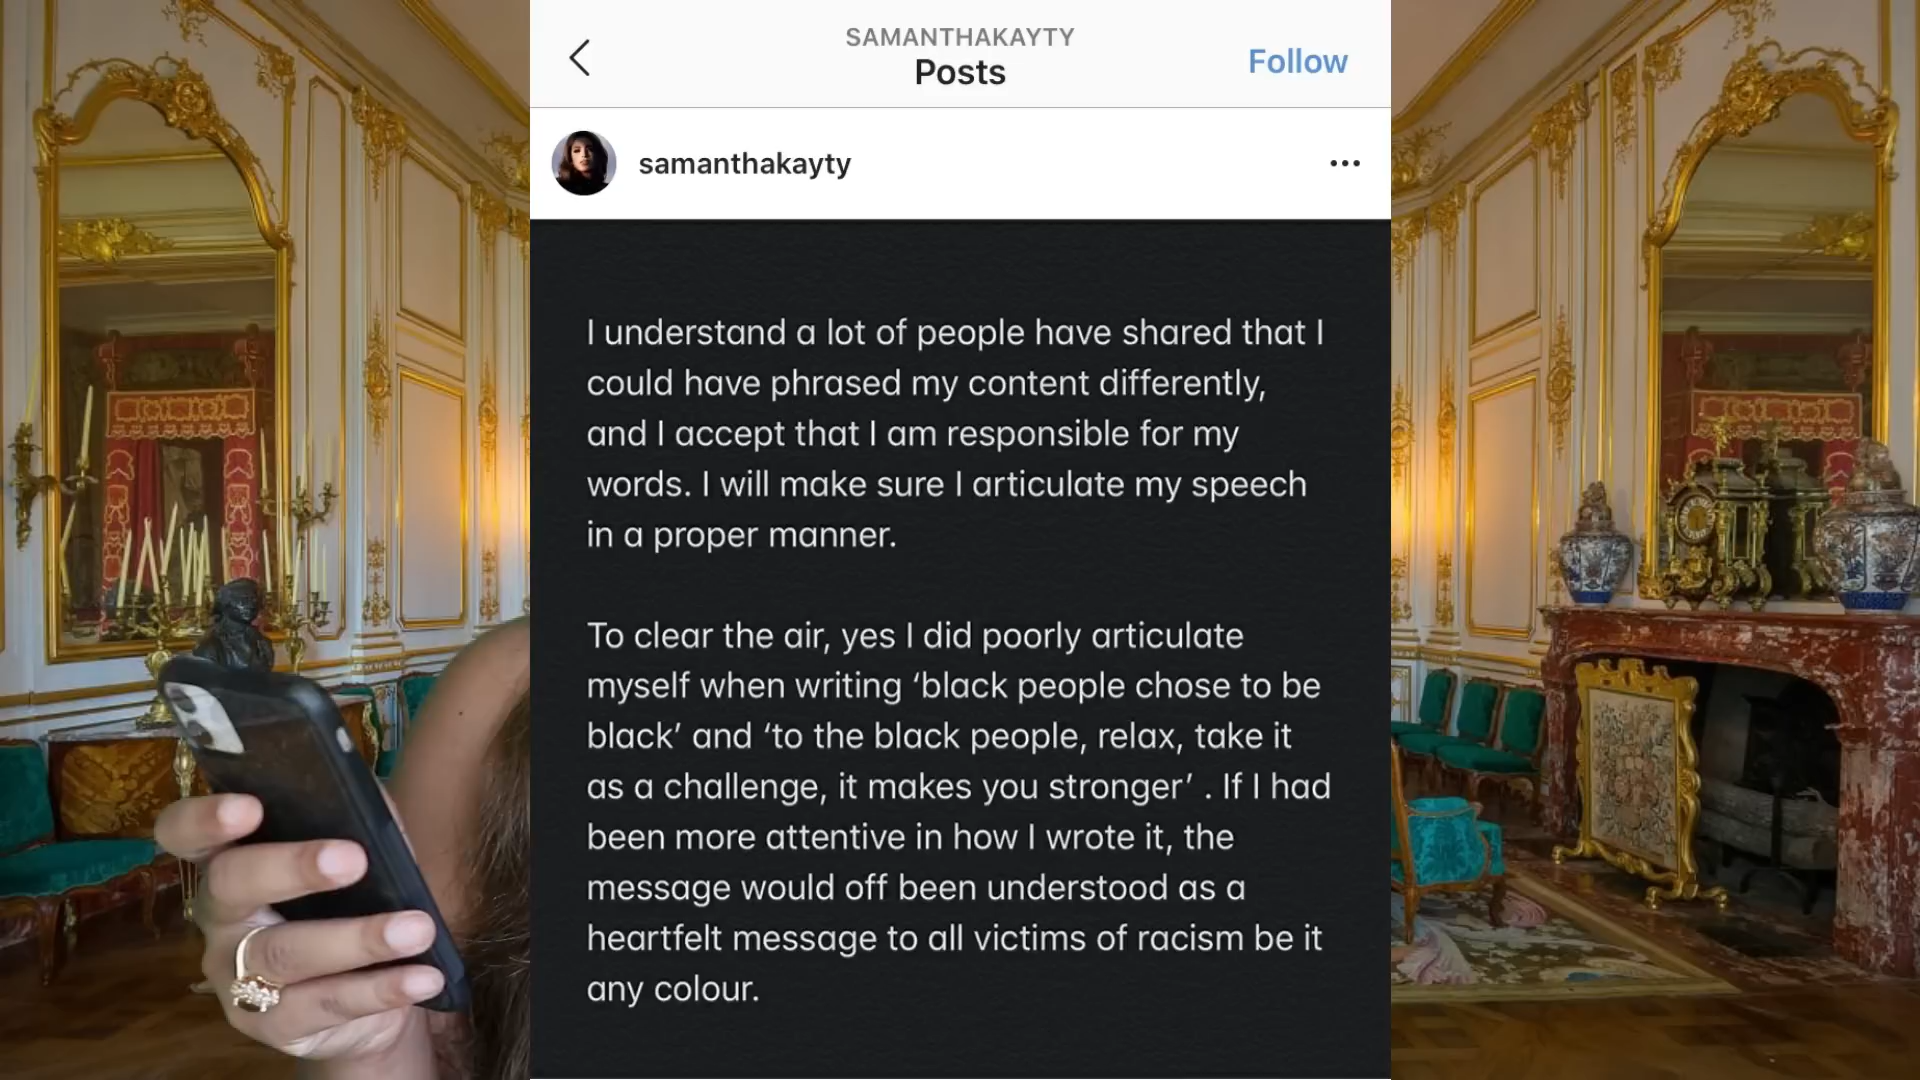 SAMANTHAKAYTY
Posts
Follow
samanthakayty
I understand a lot of people have shared that I
could have phrased my content differently,
and I accept that I am responsible for my
words. I will make sure I articulate my speech
in a proper manner.
To clear the air, yes I did poorly articulate
myself when writing ‘black people chose to be
black’ and ‘to the black people, relax, take it
as a challenge, it makes you stronger’ . If I had
been more attentive in how I wrote it, the
message would off been understood as a
heartfelt message to all victims of racism be it
any colour.